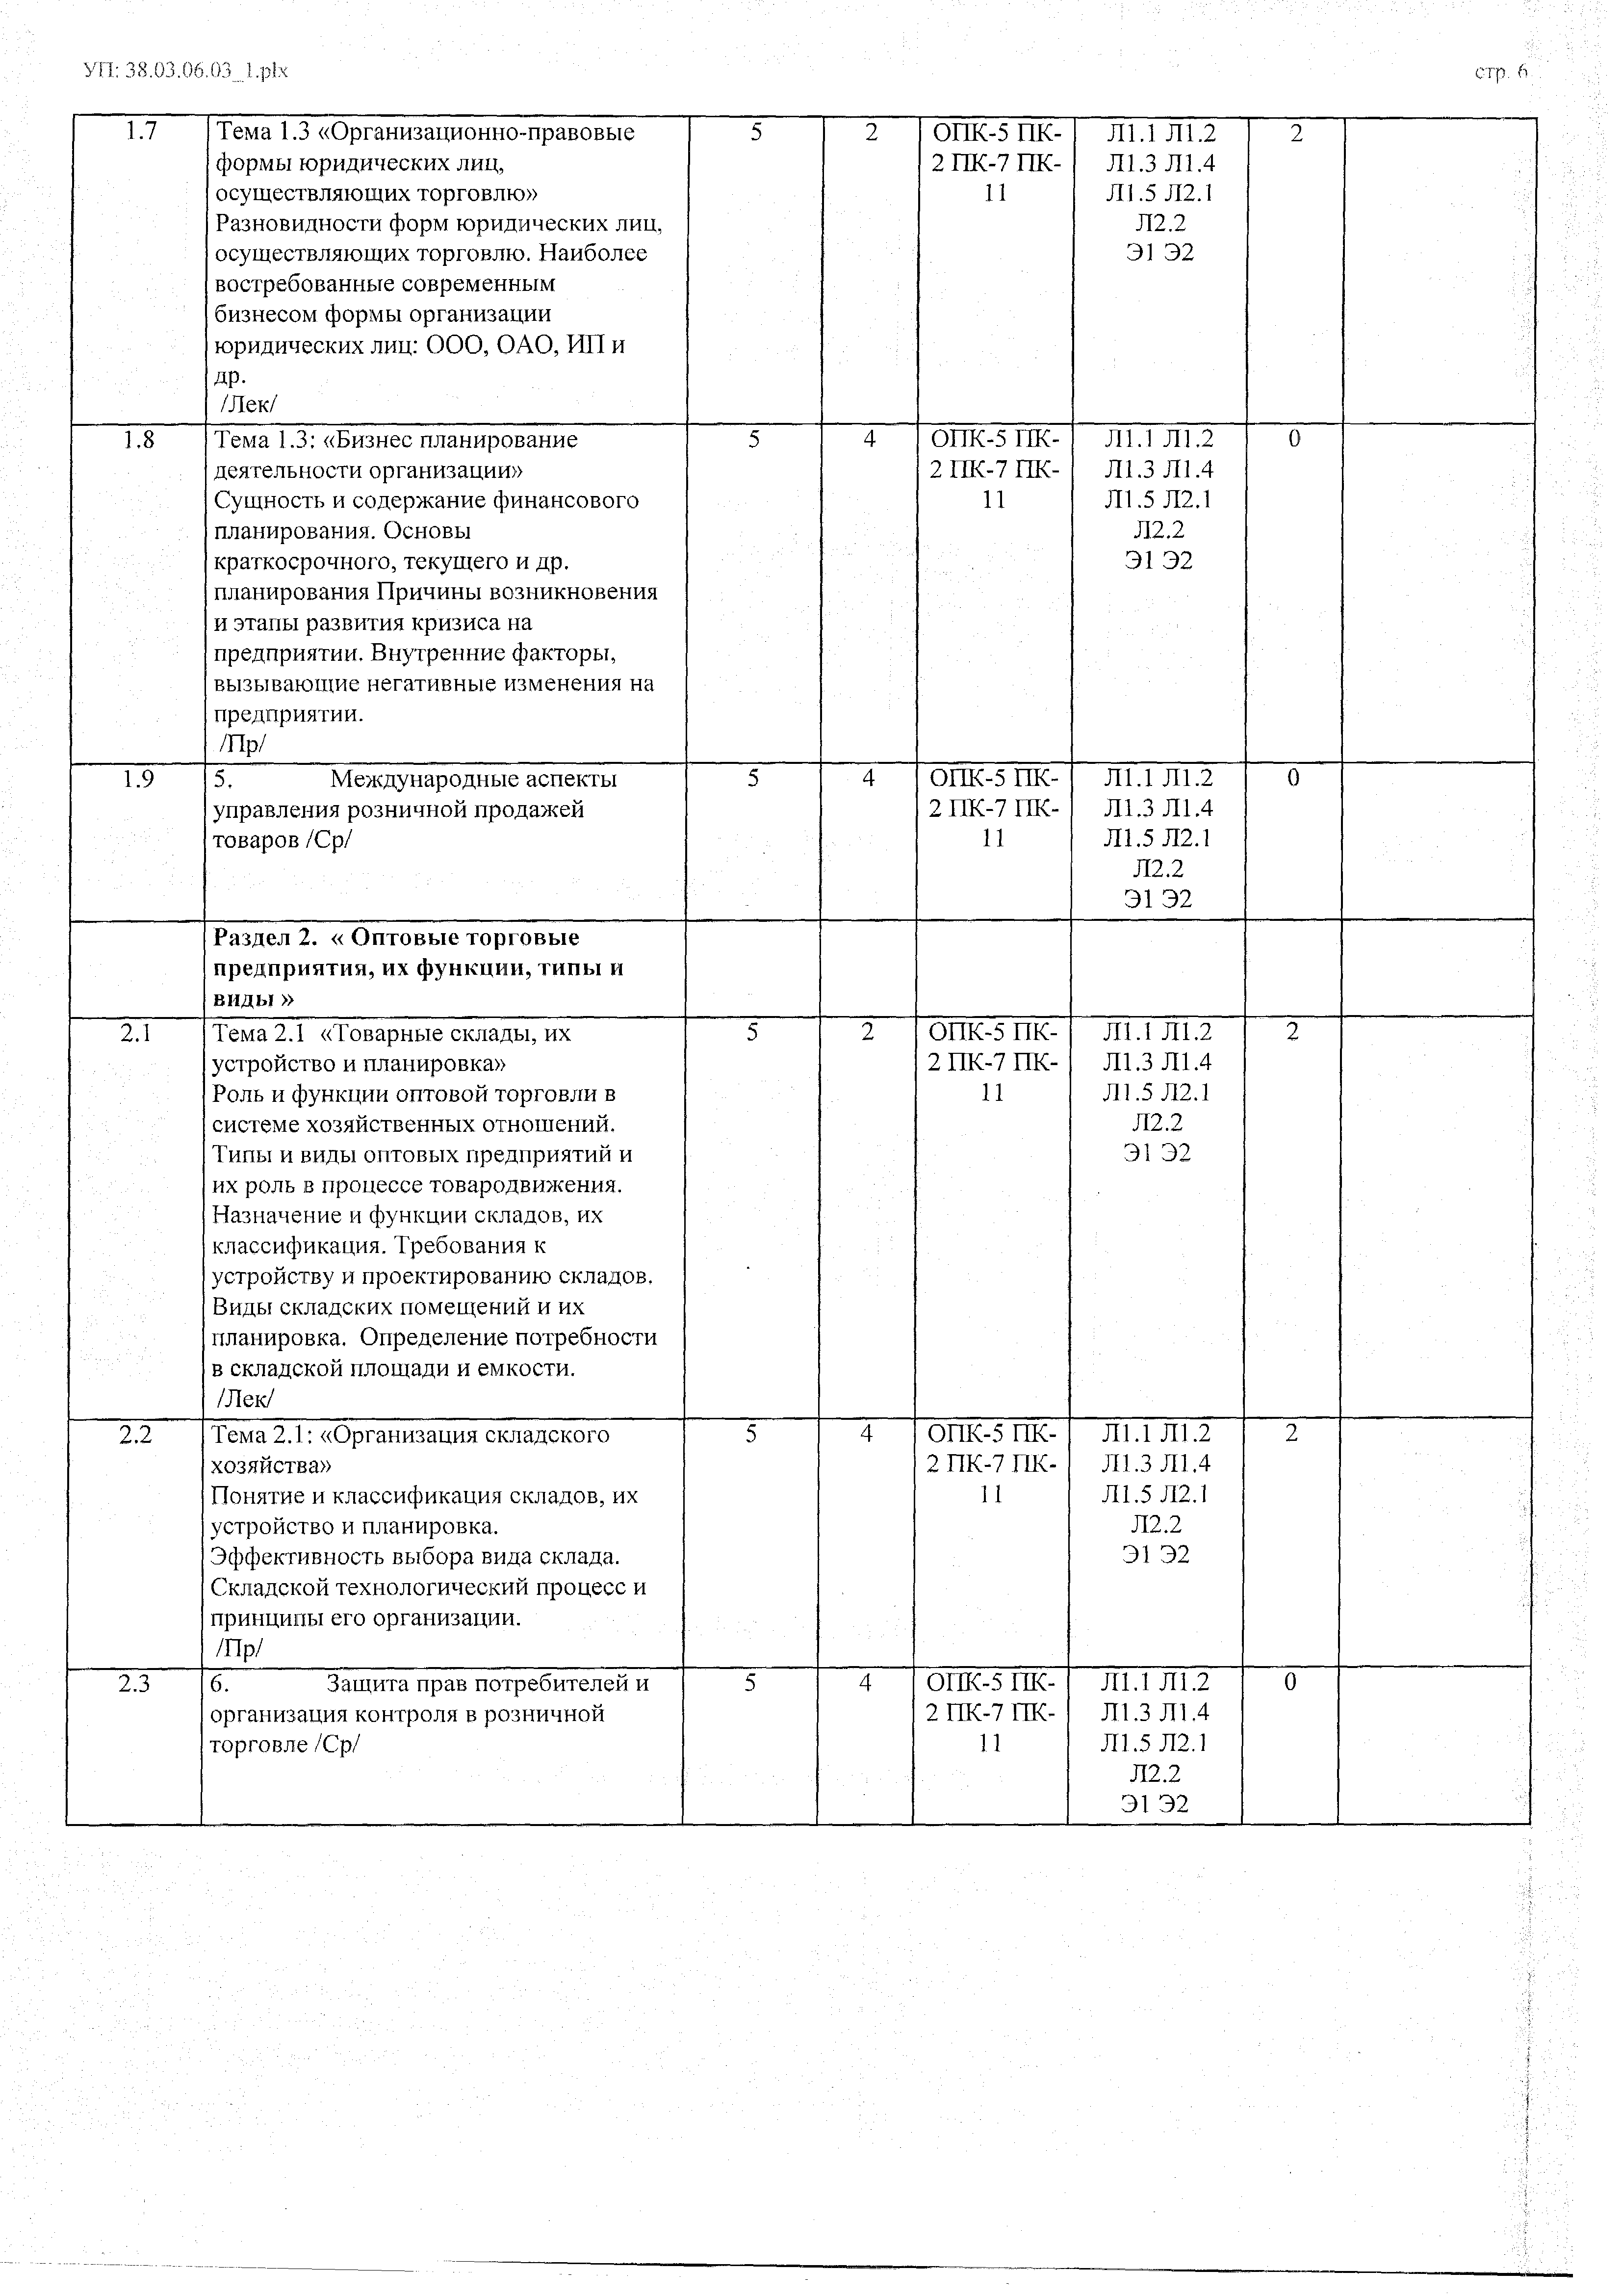 УП: 38.03.06.03_1.plx
стр. 6
1.7
Тема 1.3 «Организационно-правовые
формы юридических лиц,
осуществляющих торговлю»
Разновидности форм юридических лиц,
осуществляющих торговлю. Наиболее
востребованные современным
бизнесом формы организации
юридических лиц: ООО, ОАО, ИП и
др.
/Лек/
5
2
ОПК-5 ПК-
2 ПК-7 ПК-
11
Л1.1 Л1.2
Л1.3 Л1.4
Л1.5 Л2.1
Л2.2
Э1 Э2
2
1.8
Тема 1.3: «Бизнес планирование
деятельности организации»
Сущность и содержание финансового
планирования. Основы
краткосрочного, текущего и др.
планирования Причины возникновения
и этапы развития кризиса на
предприятии. Внутренние факторы,
вызывающие негативные изменения на
предприятии.
/Пр/
5
4
ОПК-5 ПК-
2 ПК-7 ПК-
11
Л1.1 Л1.2
Л1.3 Л1.4
Л1.5 Л2.1
Л2.2
Э1 Э2
0
1.9
5. Международные аспекты
управления розничной продажей
товаров /Ср/
5
4
ОПК-5 ПК-
2 ПК-7 ПК-
11
Л1.1 Л1.2
Л1.3 Л1.4
Л1.5 Л2.1
Л2.2
Э1 Э2
0
Раздел 2. « Оптовые торговые
предприятия, их функции, типы и
виды »
2.1
Тема 2.1 «Товарные склады, их
устройство и планировка»
Роль и функции оптовой торговли в
системе хозяйственных отношений.
Типы и виды оптовых предприятий и
их роль в процессе товародвижения.
Назначение и функции складов, их
классификация. Требования к
устройству и проектированию складов.
Виды складских помещений и их
планировка. Определение потребности
в складской площади и емкости.
/Лек/
5
2
ОПК-5 ПК-
2 ПК-7 ПК-
11
Л1.1 Л1.2
Л1.3 Л1.4
Л1.5 Л2.1
Л2.2
Э1 Э2
2
2.2
Тема 2.1: «Организация складского
хозяйства»
Понятие и классификация складов, их
устройство и планировка.
Эффективность выбора вида склада.
Складской технологический процесс и
принципы его организации.
/Пр/
5
4
ОПК-5 ПК-
2 ПК-7 ПК-
11
Л1.1 Л1.2
Л1.3 Л1.4
Л1.5 Л2.1
Л2.2
Э1 Э2
2
2.3
6. Защита прав потребителей и
организация контроля в розничной
торговле /Ср/
5
4
ОПК-5 ПК-
2 ПК-7 ПК-
11
Л1.1 Л1.2
Л1.3 Л1.4
Л1.5 Л2.1
Л2.2
Э1 Э2
0